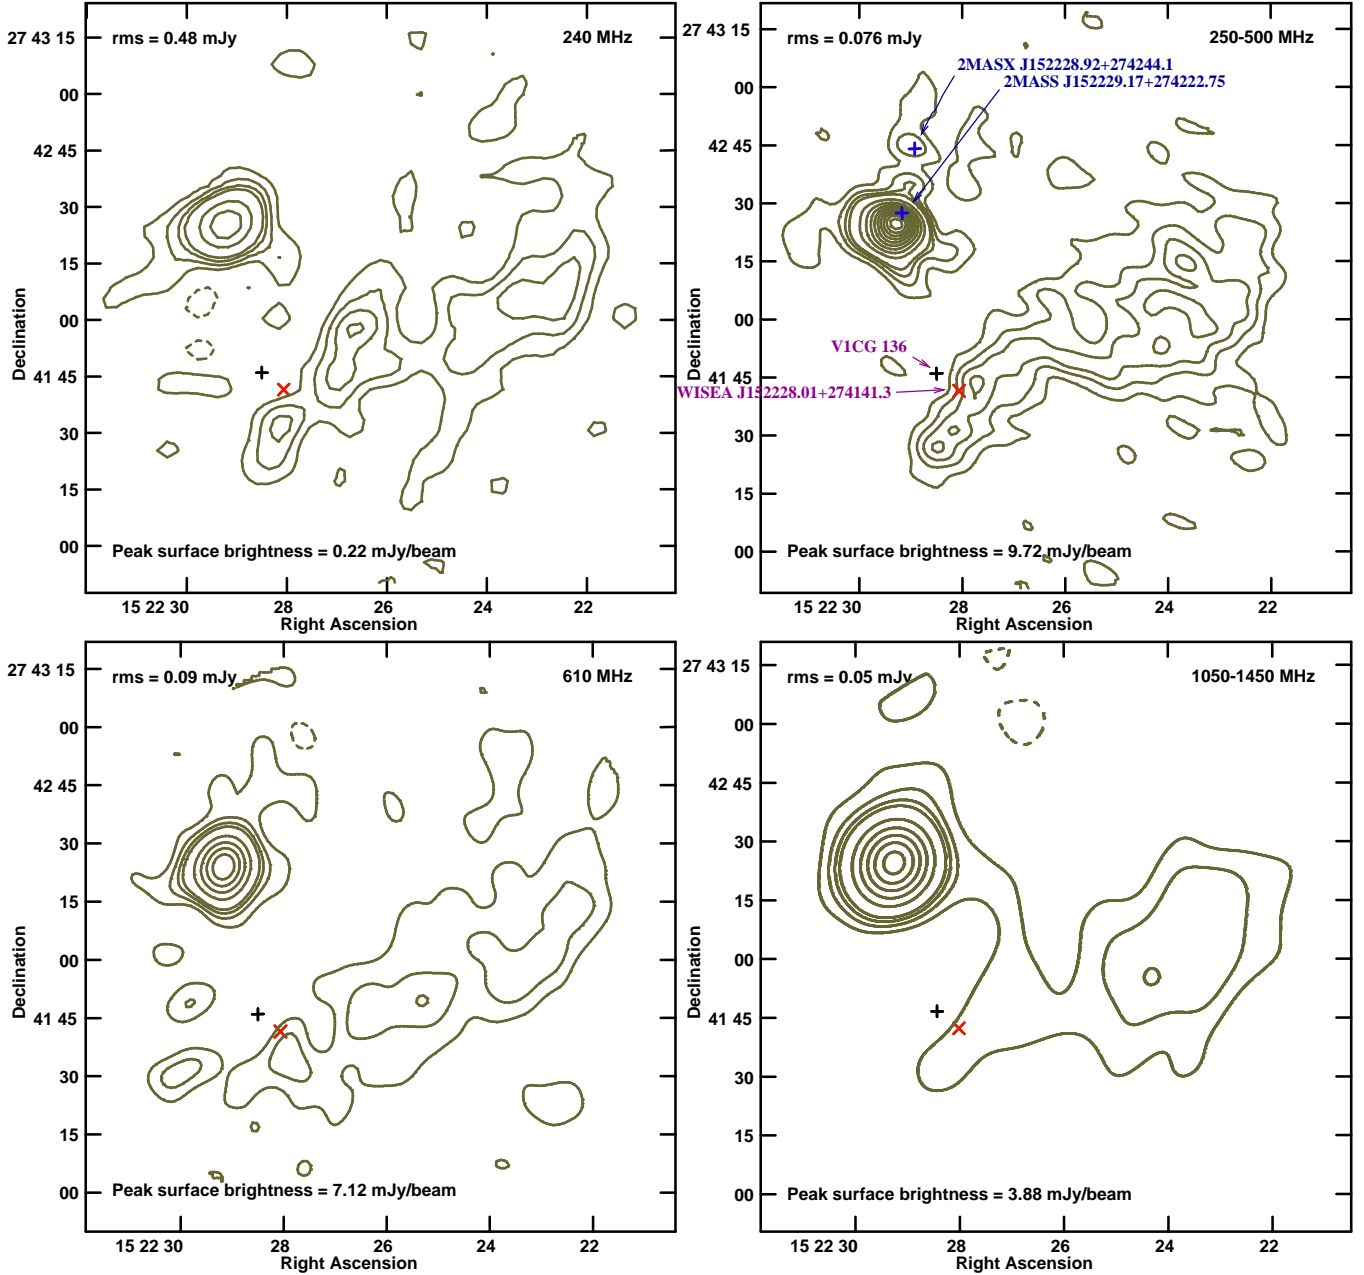 rms = 0.48 mJy
240 MHz
27 43 15
00
42 45
30
15
00
41 45
30
15
00
Declination
Peak surface brightness = 0.22 mJy/beam
15 22 30
28
26
24
22
Right Ascension
rms = 0.076 mJy
250-500 MHz
27 43 15
2MASX J152228.92+274244.1
2MASS J152229.17+274222.75
00
42 45
30
15
00
V1CG 136
41 45
WISEA J152228.01+274141.3
30
15
00
Declination
Peak surface brightness = 9.72 mJy/beam
15 22 30
28
26
24
22
Right Ascension
rms = 0.09 mJy
610 MHz
27 43 15
00
42 45
30
15
00
41 45
30
15
00
Declination
Peak surface brightness = 7.12 mJy/beam
15 22 30
28
26
24
22
Right Ascension
rms = 0.05 mJy
1050-1450 MHz
27 43 15
00
42 45
30
15
00
41 45
30
15
00
Declination
Peak surface brightness = 3.88 mJy/beam
15 22 30
28
26
24
22
Right Ascension